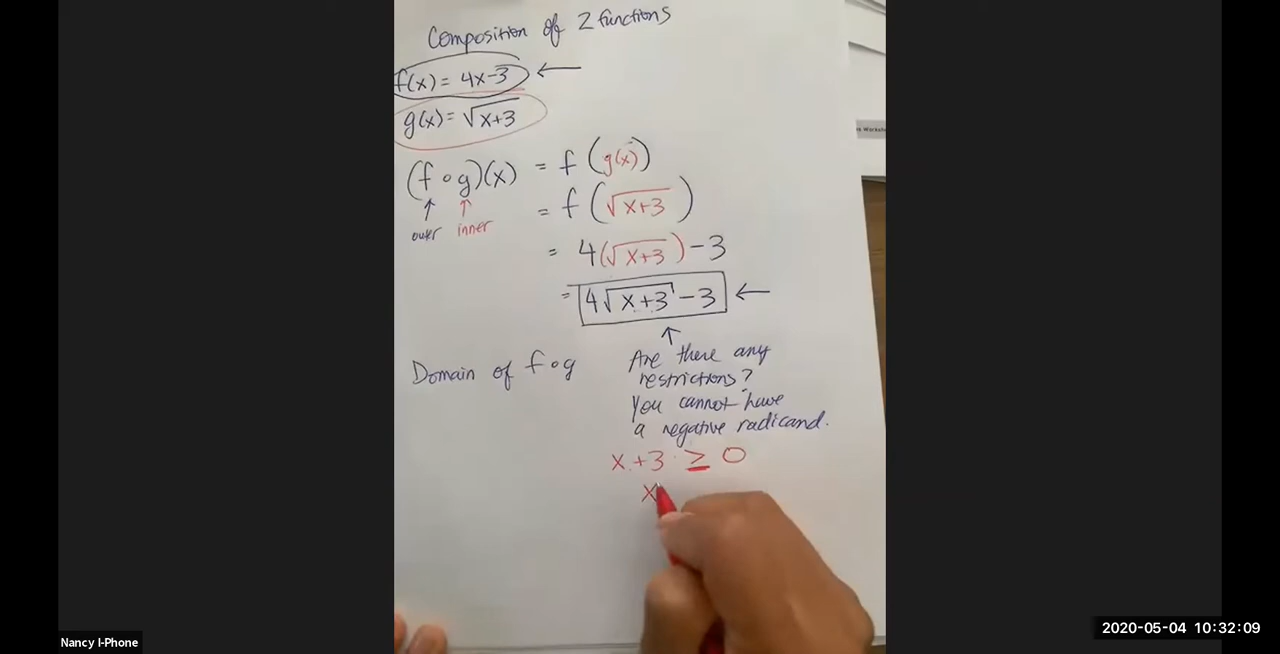 Composition of 2 functions
f(x) = 4x-3 ←
g(x) = √x+3
(f∘g)(x) = f(g(x))
outer inner
= f(√x+3)
= 4(√x+3)-3
= 4√x+3 -3 ←
↑
Domain of f∘g
Are there any
restrictions?
You cannot have
a negative radicand.
x+3 ≥ 0
x
Nancy I-Phone
2020-05-04 10:32:09